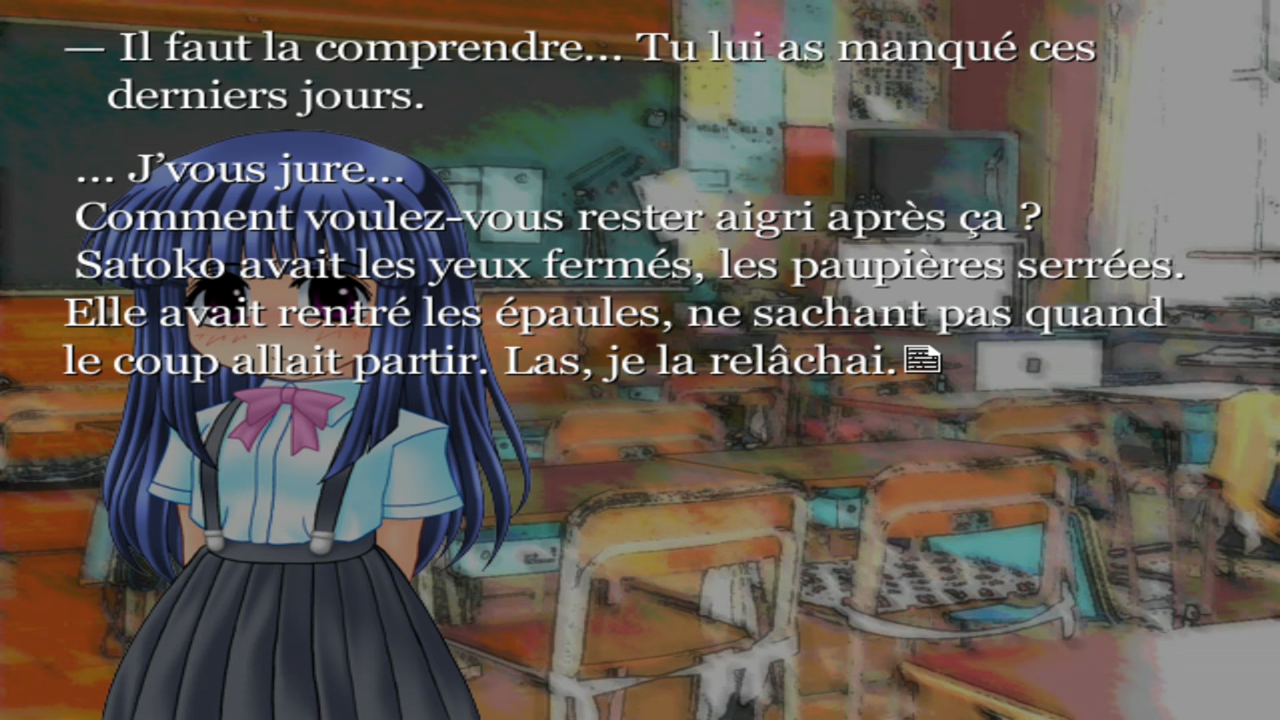 — Il faut la comprendre... Tu lui as manqué ces
derniers jours.
... J’vous jure...
Comment voulez-vous rester aigri après ça ?
Satoko avait les yeux fermés, les paupières serrées.
Elle avait rentré les épaules, ne sachant pas quand
le coup allait partir. Las, je la relâchai.